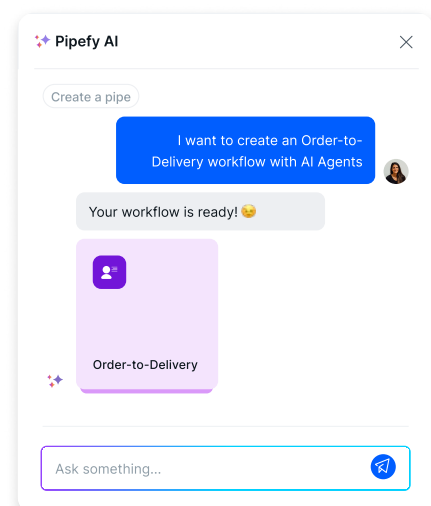 Pipefy AI
Create a pipe
I want to create an Order-to-
Delivery workflow with AI Agents
Your workflow is ready! 😉
Order-to-Delivery
Ask something...